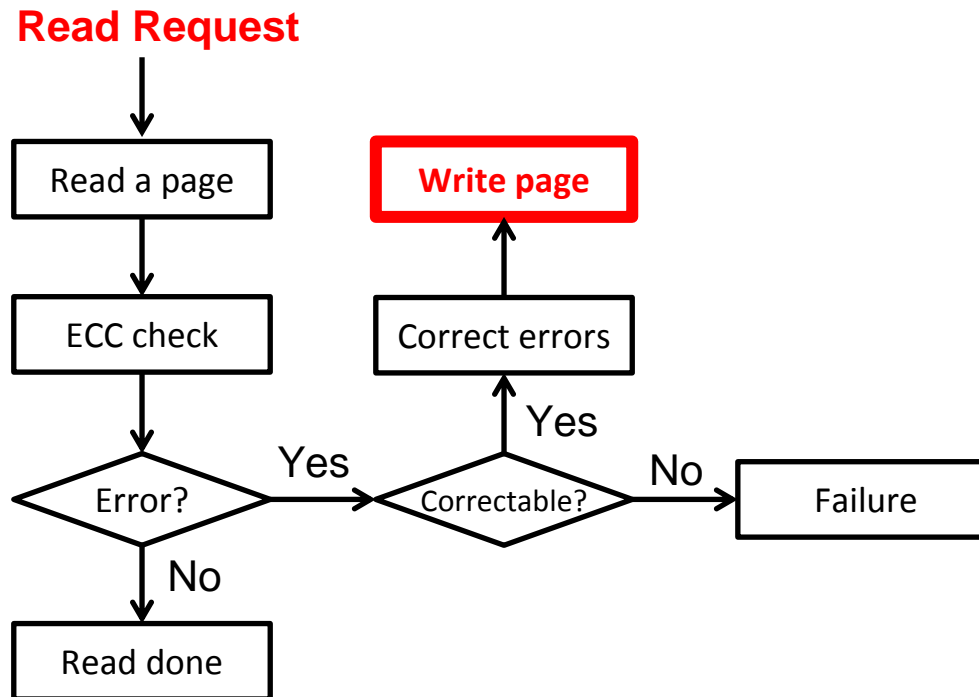 Read Request
Read a page
Write page
ECC check
Correct errors
Yes
Yes
No
Error?
Correctable?
Failure
No
Read done